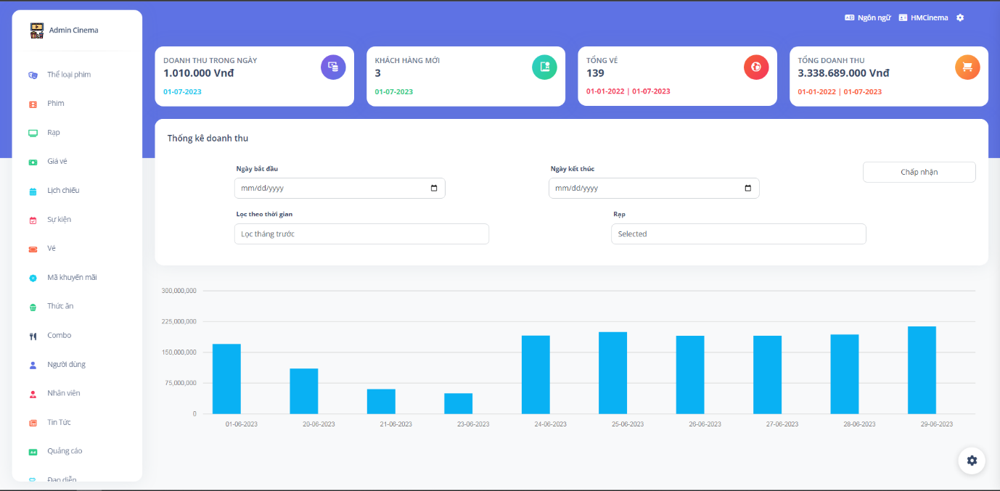 Admin Cinema
Thể loại phim
Phim
Rạp
Giá vé
Lịch chiếu
Sự kiện
Vé
Mã khuyến mãi
Thức ăn
Combo
Người dùng
Nhân viên
Tin Tức
Quảng cáo
Đạo diễn
Ngôn ngữ HMCinema
DOANH THU TRONG NGÀY
1.010.000 Vnđ
01-07-2023
KHÁCH HÀNG MỚI
3
01-07-2023
TỔNG VÉ
139
01-01-2022 | 01-07-2023
TỔNG DOANH THU
3.338.689.000 Vnđ
01-01-2022 | 01-07-2023
Thống kê doanh thu
Ngày bắt đầu
mm/dd/yyyy
Ngày kết thúc
mm/dd/yyyy
Chấp nhận
Lọc theo thời gian
Lọc tháng trước
Rạp
Selected
300,000,000
225,000,000
150,000,000
75,000,000
0
01-06-2023 20-06-2023 21-06-2023 23-06-2023 24-06-2023 25-06-2023 26-06-2023 27-06-2023 28-06-2023 29-06-2023